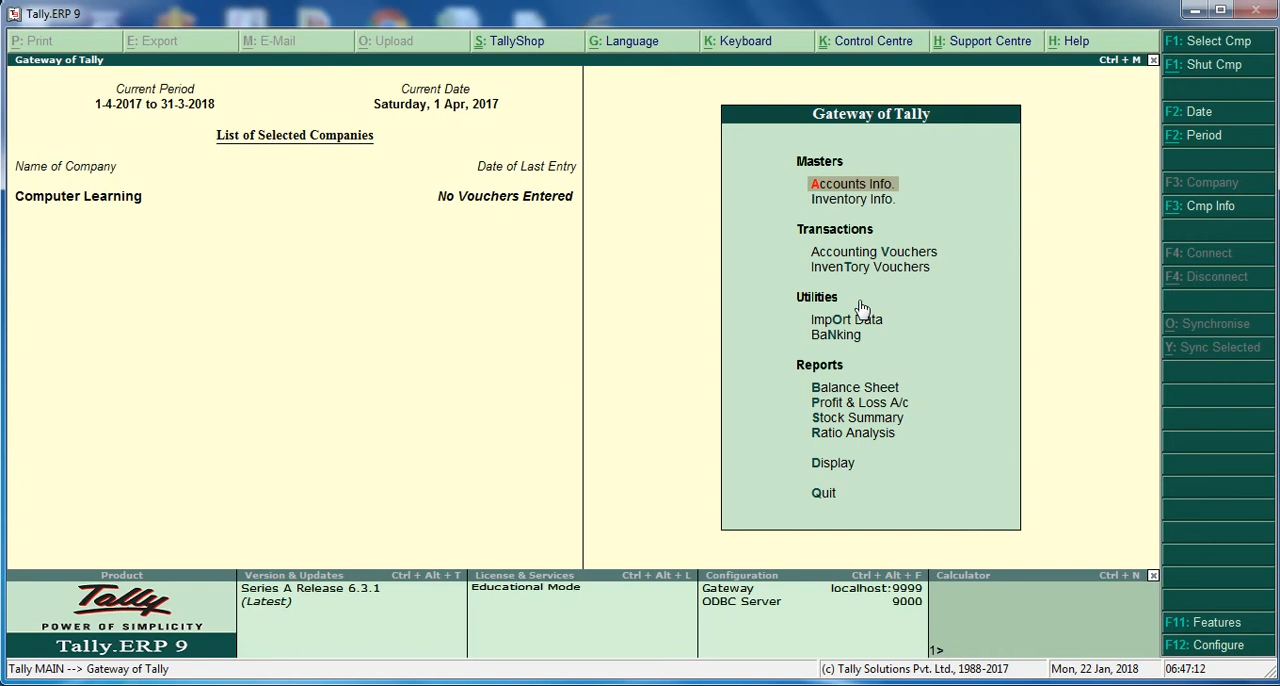 Tally.ERP 9
P: Print
E: Export
M: E-Mail
O: Upload
S: TallyShop
G: Language
K: Keyboard
K: Control Centre
H: Support Centre
H: Help
Gateway of Tally
Ctrl + M
Current Period
1-4-2017 to 31-3-2018
Current Date
Saturday, 1 Apr, 2017
List of Selected Companies
Name of Company
Date of Last Entry
Computer Learning
No Vouchers Entered
Gateway of Tally
Masters
Accounts Info.
Inventory Info.
Transactions
Accounting Vouchers
InvenTory Vouchers
Utilities
ImpOrt Data
BaNking
Reports
Balance Sheet
Profit & Loss A/c
Stock Summary
Ratio Analysis
Display
Quit
F1: Select Cmp
F1: Shut Cmp
F2: Date
F2: Period
F3: Company
F3: Cmp Info
F4: Connect
F4: Disconnect
O: Synchronise
Y: Sync Selected
F11: Features
F12: Configure
Product
Tally
POWER OF SIMPLICITY
Tally.ERP 9
Version & Updates
Ctrl + Alt + T
Series A Release 6.3.1
(Latest)
License & Services
Ctrl + Alt + L
Educational Mode
Configuration
Ctrl + Alt + F
Gateway localhost:9999
ODBC Server 9000
Calculator
Ctrl + N
1>
Tally MAIN --> Gateway of Tally
(c) Tally Solutions Pvt. Ltd., 1988-2017
Mon, 22 Jan, 2018
06:47:12